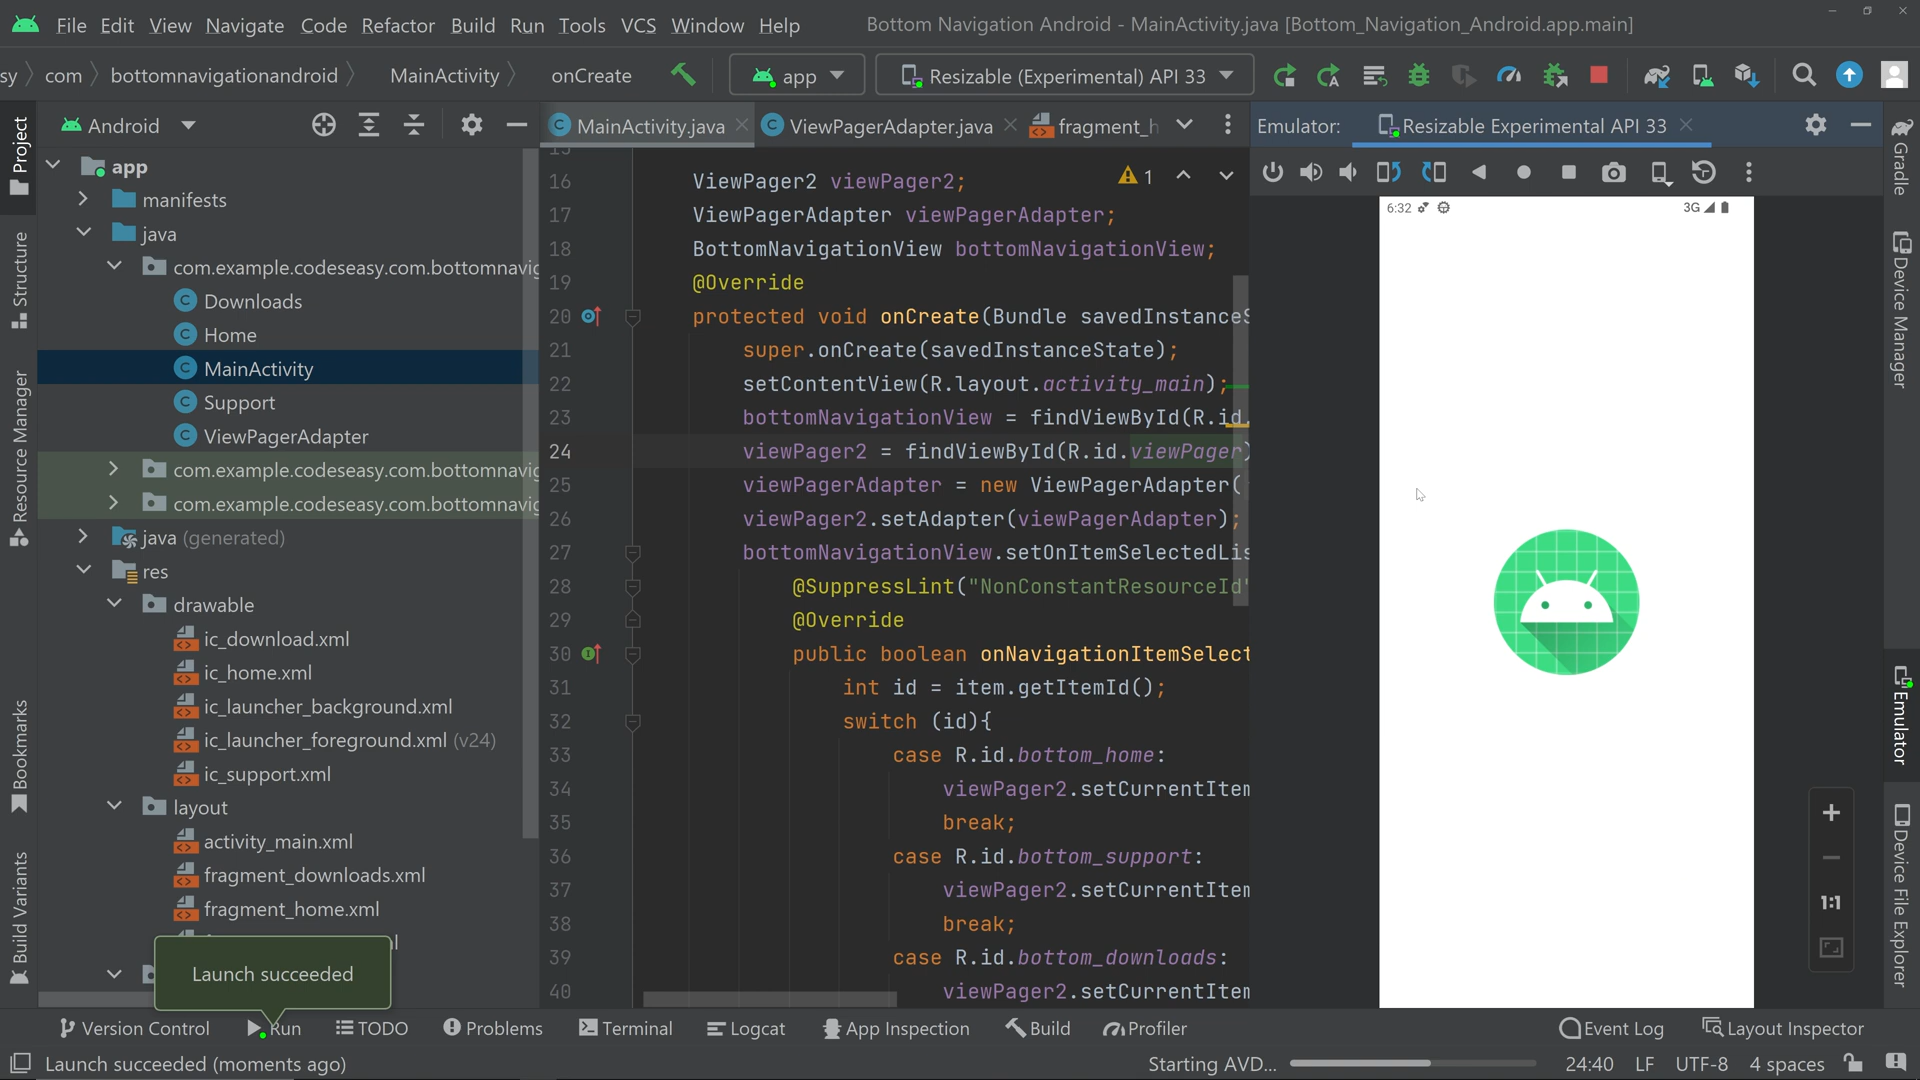 File Edit View Navigate Code Refactor Build Run Tools VCS Window Help
Bottom Navigation Android - MainActivity.java [Bottom_Navigation_Android.app.main]
sy com bottomnavigationandroid MainActivity onCreate
app
Resizable (Experimental) API 33
Android
MainActivity.java
ViewPagerAdapter.java
fragment_h
Emulator:
Resizable Experimental API 33
Project
Structure
Resource Manager
Bookmarks
Build Variants
app
manifests
java
com.example.codeseasy.com.bottomnavig
Downloads
Home
MainActivity
Support
ViewPagerAdapter
com.example.codeseasy.com.bottomnavig
com.example.codeseasy.com.bottomnavig
java (generated)
res
drawable
ic_download.xml
ic_home.xml
ic_launcher_background.xml
ic_launcher_foreground.xml (v24)
ic_support.xml
layout
activity_main.xml
fragment_downloads.xml
fragment_home.xml
Launch succeeded
1
16 ViewPager2 viewPager2;
17 ViewPagerAdapter viewPagerAdapter;
18 BottomNavigationView bottomNavigationView;
19 @Override
20 protected void onCreate(Bundle savedInstanceS
21 super.onCreate(savedInstanceState);
22 setContentView(R.layout.activity_main);
23 bottomNavigationView = findViewById(R.id.
24 viewPager2 = findViewById(R.id.viewPager)
25 viewPagerAdapter = new ViewPagerAdapter(
26 viewPager2.setAdapter(viewPagerAdapter);
27 bottomNavigationView.setOnItemSelectedLis
28 @SuppressLint("NonConstantResourceId"
29 @Override
30 public boolean onNavigationItemSelect
31 int id = item.getItemId();
32 switch (id){
33 case R.id.bottom_home:
34 viewPager2.setCurrentItem
35 break;
36 case R.id.bottom_support:
37 viewPager2.setCurrentItem
38 break;
39 case R.id.bottom_downloads:
40 viewPager2.setCurrentItem
6:32
3G
1:1
Gradle
Device Manager
Emulator
Device File Explorer
Version Control Run TODO Problems Terminal Logcat App Inspection Build Profiler Event Log Layout Inspector
Launch succeeded (moments ago) Starting AVD... 24:40 LF UTF-8 4 spaces